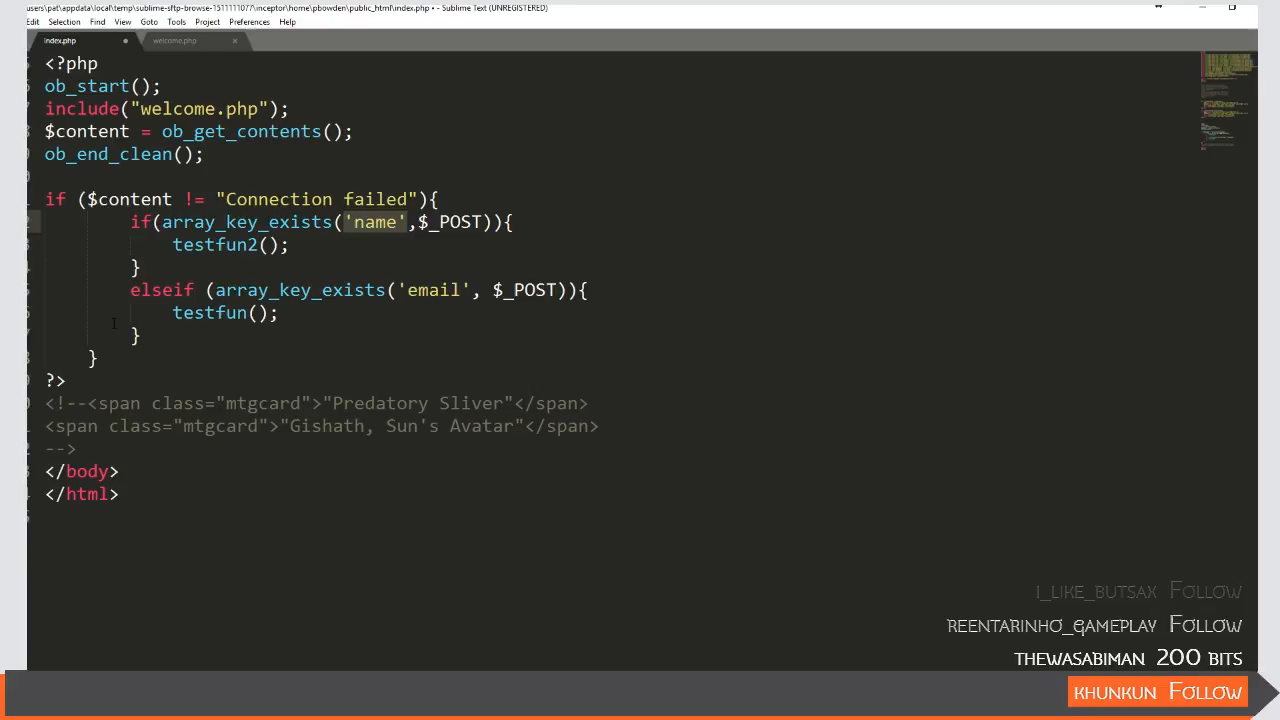 users\pat\appdata\local\temp\sublime-sftp-browse-1511111077\inceptor\home\pbowden\public_html\index.php • - Sublime Text (UNREGISTERED)
Edit Selection Find View Goto Tools Project Preferences Help
index.php welcome.php
<?php
ob_start();
include("welcome.php");
$content = ob_get_contents();
ob_end_clean();
if ($content != "Connection failed"){
if(array_key_exists('name',$_POST)){
testfun2();
}
elseif (array_key_exists('email', $_POST)){
testfun();
}
}
?>
<!--<span class="mtgcard">"Predatory Sliver"</span>
<span class="mtgcard">"Gishath, Sun's Avatar"</span>
-->
</body>
</html>
I_LIKE_BUTSAX FOLLOW
REENTARINHO_GAMEPLAY FOLLOW
THEWASABIMAN 200 BITS
KHUNKUN FOLLOW